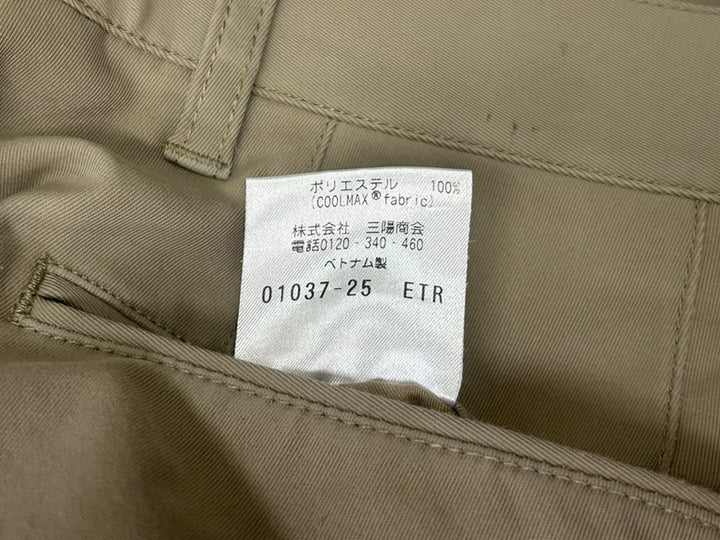 ポリエステル 100%
(COOLMAX®fabric)
株式会社 三陽商会
電話0120-340-460
ベトナム製
01037-25 ETR